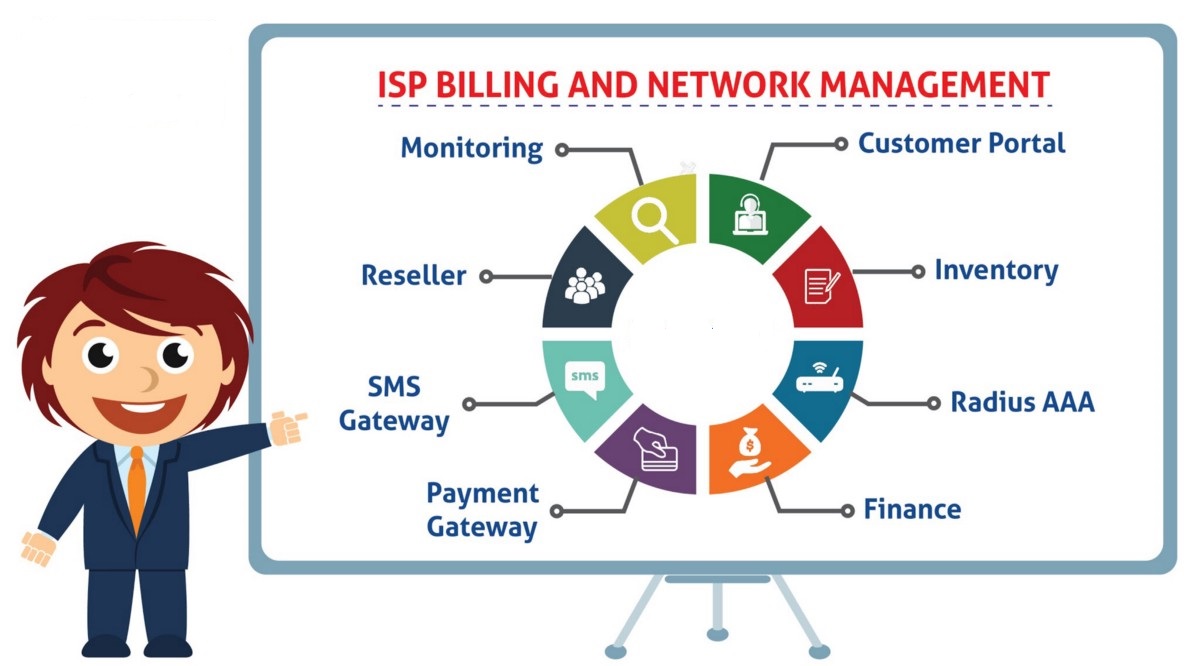 ISP BILLING AND NETWORK MANAGEMENT
Monitoring
Customer Portal
Reseller
Inventory
sms
SMS
Gateway
Radius AAA
$
Payment
Gateway
Finance